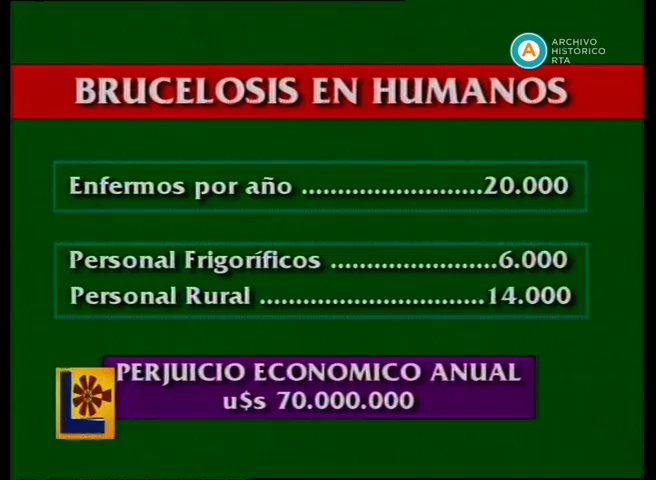 A ARCHIVO
HISTÓRICO
RTA
BRUCELOSIS EN HUMANOS
Enfermos por año .........................20.000
Personal Frigoríficos .......................6.000
Personal Rural ...............................14.000
PERJUICIO ECONOMICO ANUAL
u$s 70.000.000
L